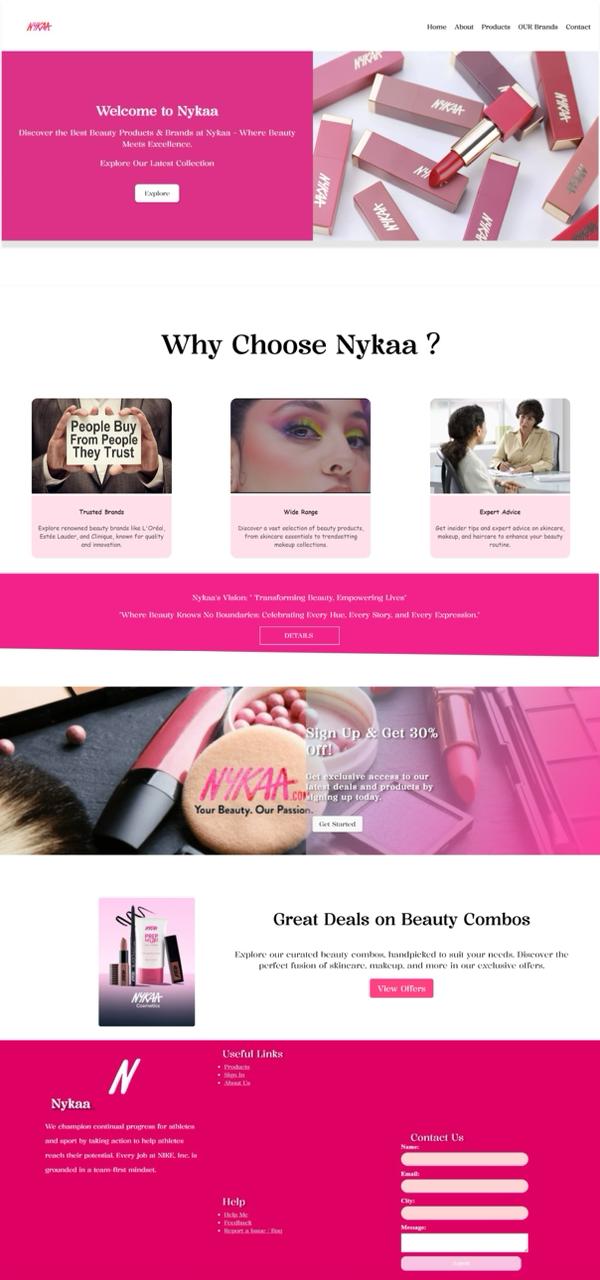 NYKAA
Home About Products OUR Brands Contact
Welcome to Nykaa
Discover the Best Beauty Products & Brands at Nykaa - Where Beauty
Meets Excellence.
Explore Our Latest Collection
Explore
NYKAA
NYKAA
NYKAA
NYKAA
NYKAA
NYKAA
NYKAA
NYKAA
Why Choose Nykaa ?
People Buy
From People
They Trust
Trusted Brands
Explore renowned beauty brands like L'Oréal,
Estée Lauder, and Clinique, known for quality
and innovation.
Wide Range
Discover a vast selection of beauty products,
from skincare essentials to trendsetting
makeup collections.
Expert Advice
Get insider tips and expert advice on skincare,
makeup, and haircare to enhance your beauty
routine.
Nykaa's Vision: " Transforming Beauty, Empowering Lives"
"Where Beauty Knows No Boundaries: Celebrating Every Hue, Every Story, and Every Expression."
DETAILS
NYKAA.COM
Your Beauty. Our Passion.
Sign Up & Get 30%
Off!
Get exclusive access to our
latest deals and products by
signing up today.
Get Started
NYKAA
Cosmetics
Great Deals on Beauty Combos
Explore our curated beauty combos, handpicked to suit your needs. Discover the
perfect fusion of skincare, makeup, and more in our exclusive offers.
View Offers
N
Nykaa
We champion continual progress for athletes
and sport by taking action to help athletes
reach their potential. Every job at NIKE, Inc. is
grounded in a team-first mindset.
Useful Links
Products
Sign In
About Us
Help
Help Me
Feedback
Report a Issue / Bug
Contact Us
Name:
Email:
City:
Message: